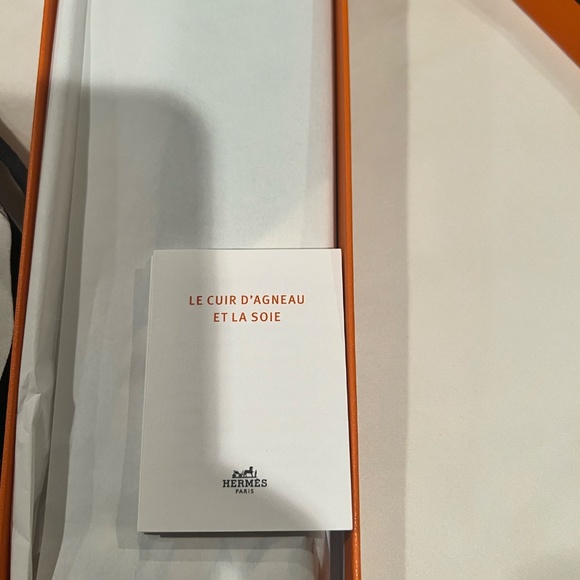 LE CUIR D'AGNEAU
ET LA SOIE
HERMÈS
PARIS